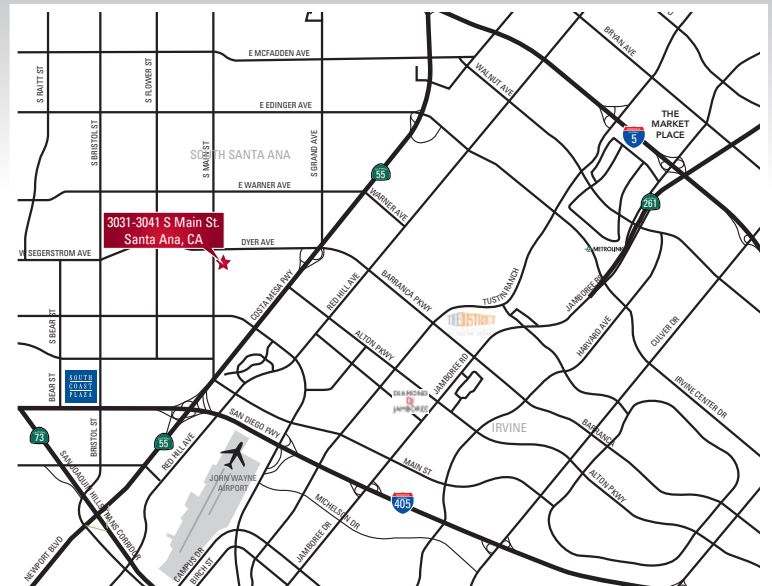 E MCFADDEN AVE
BRYAN AVE
S RAITT ST
S FLOWER ST
WALNUT AVE
E EDINGER AVE
THE
MARKET
PLACE
5
S BRISTOL ST
S MAIN ST
S GRAND AVE
SOUTH SANTA ANA
55
E WARNER AVE
WARNER AVE
261
3031-3041 S Main St.
Santa Ana, CA
DYER AVE
W SEGERSTROM AVE
METROLINK
COSTA MESA FWY
RED HILL AVE
BARRANCA PKWY
TUSTIN RANCH
JAMBOREE RD
THE DISTRICT
S BEAR ST
ALTON PKWY
HARVARD AVE
CULVER DR
BEAR ST
SOUTH
COAST
PLAZA
JAMBOREE RD
DIAMOND
JAMBOREE
IRVINE CENTER DR
SAN DIEGO FWY
IRVINE
BARRANCA
73
BRISTOL ST
55
RED HILL AVE
MAIN ST
ALTON PKWY
JOHN WAYNE
AIRPORT
SAN JOAQUIN HILLS TRANS CORRIDOR
405
MICHELSON DR
JAMBOREE DR
NEWPORT BLVD
CAMPUS DR
BIRCH ST